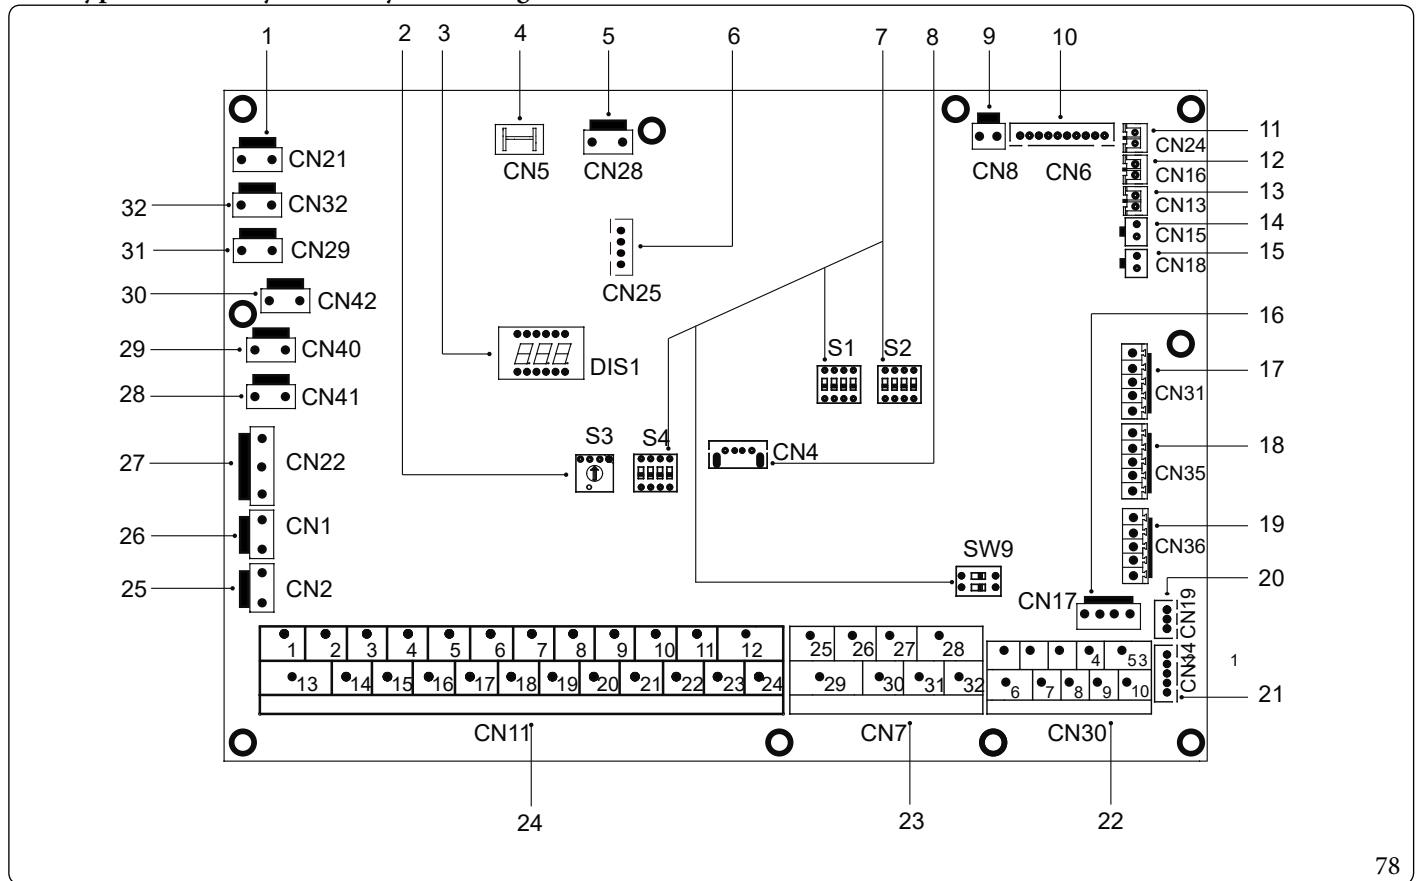 1 2 3 4 5 6 7 8 9 10
CN21 CN5 CN28 CN8 CN6 CN24 11
CN16 12
32 CN32 CN13 13
31 CN29 CN15 14
CN25 CN18 15
30 CN42
16
29 CN40 S1 S2
3 DIS1 CN31 17
28 CN41
CN35 18
27 CN22 S3 S4 CN4
26 CN1 SW9 CN36 19
25 CN2 CN17 CN19 20
1 2 3 4 5 6 7 8 9 10 11 12 25 26 27 28 4 53 CN14 1
13 14 15 16 17 18 19 20 21 22 23 24 29 30 31 32 6 7 8 9 10 21
CN11 CN7 CN30
24 23 22
78